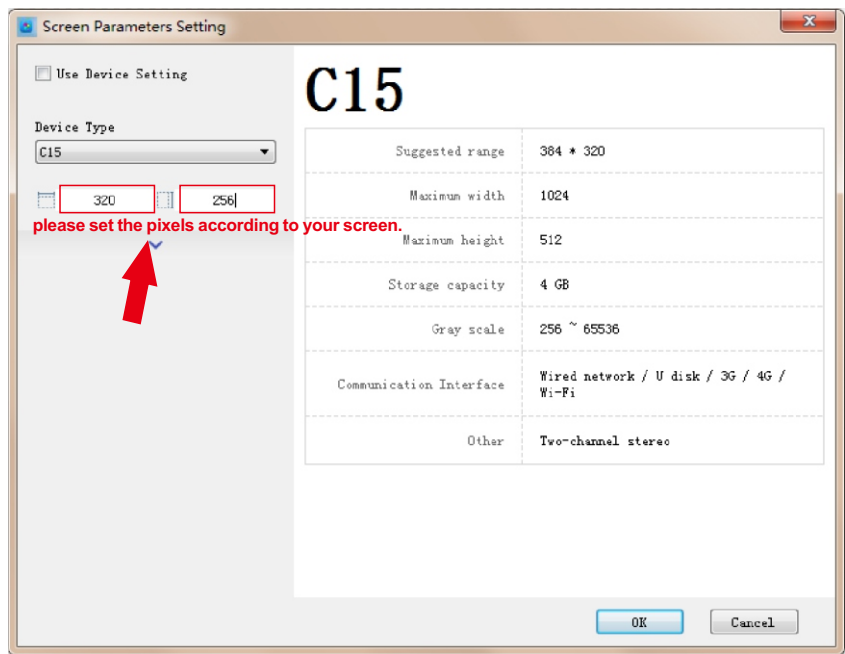 Screen Parameters Setting
Use Device Setting
Device Type
C15
320
256
please set the pixels according to your screen.
C15
Suggested range 384 * 320
Maximum width 1024
Maximum height 512
Storage capacity 4 GB
Gray scale 256 ~ 65536
Communication Interface Wired network / U disk / 3G / 4G /
Wi-Fi
Other Two-channel stereo
OK Cancel